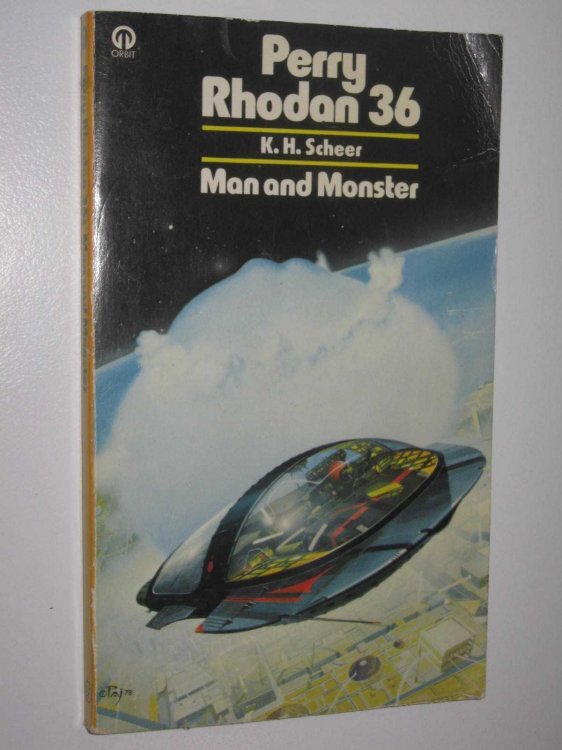 ORBIT
Perry
Rhodan 36
K. H. Scheer
Man and Monster